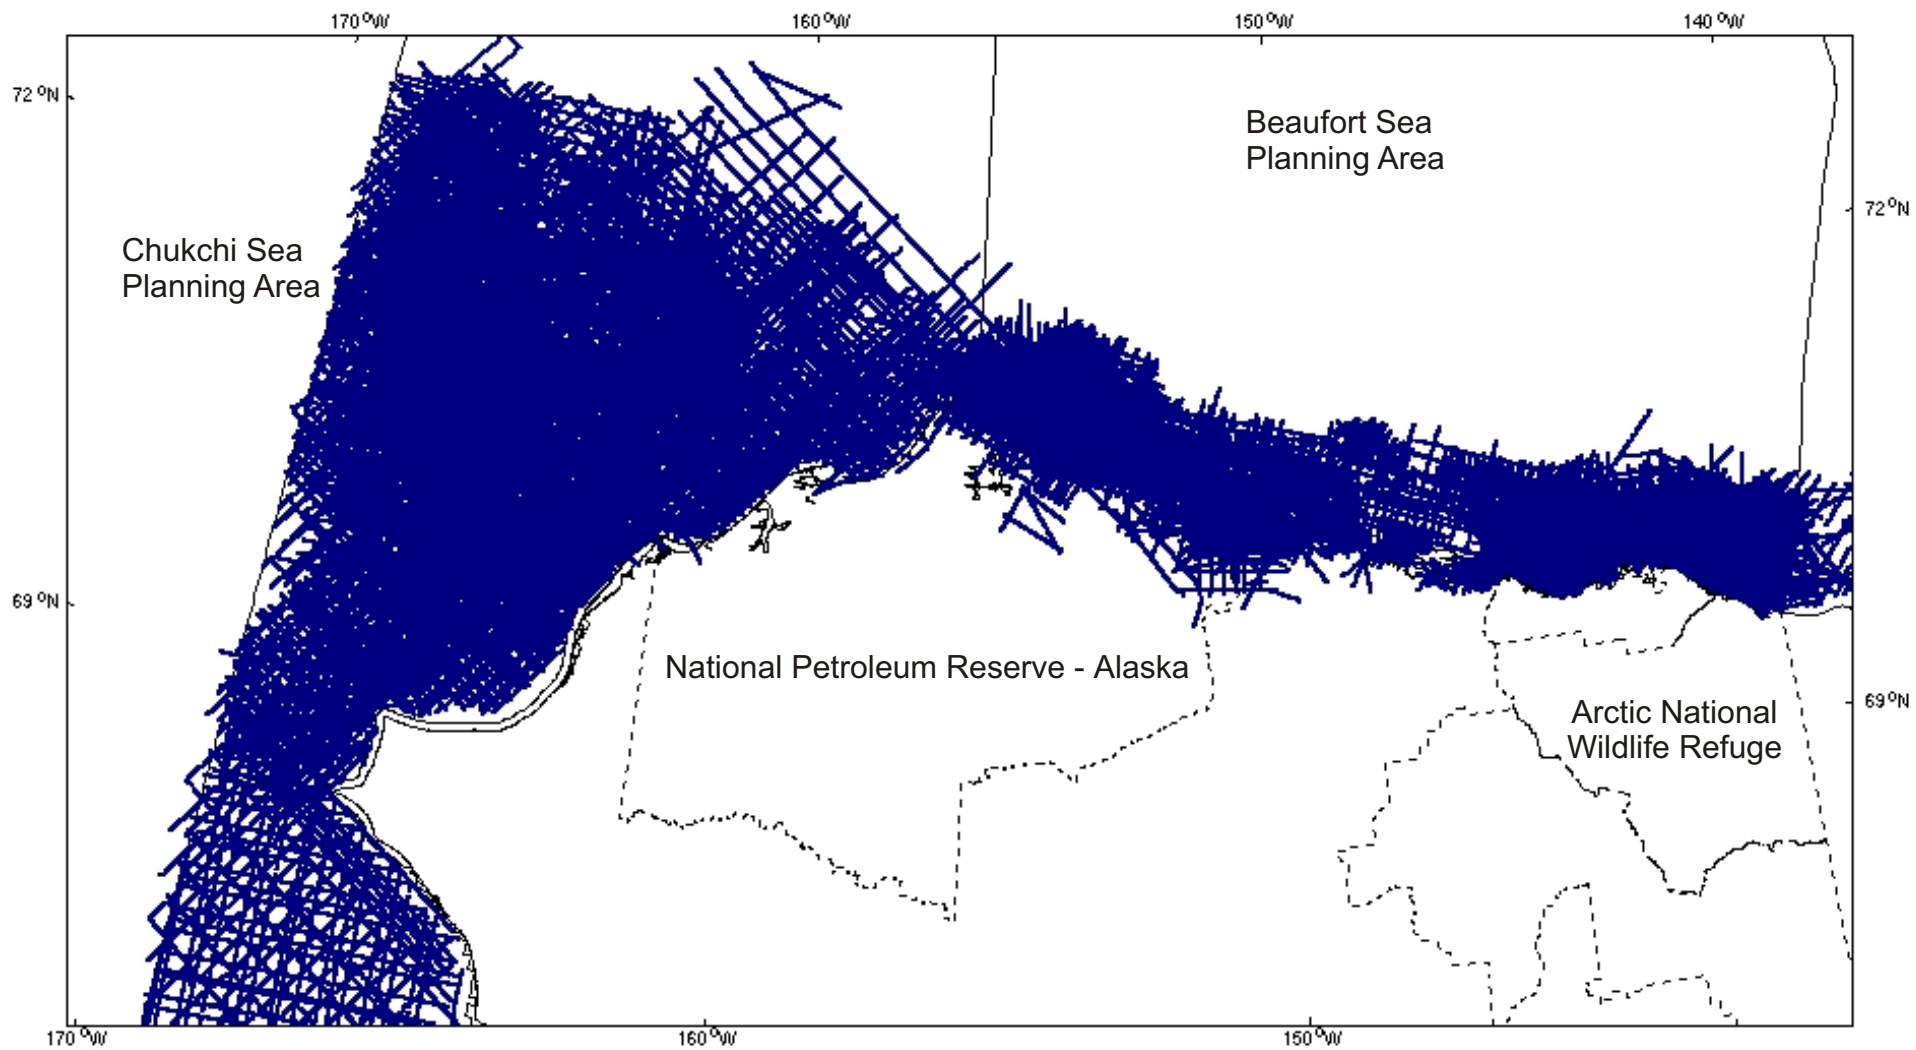 170°W 160°W 150°W 140°W
72°N
Beaufort Sea
Planning Area
72°N
Chukchi Sea
Planning Area
69°N
National Petroleum Reserve - Alaska
69°N
Arctic National
Wildlife Refuge
170°W 160°W 150°W